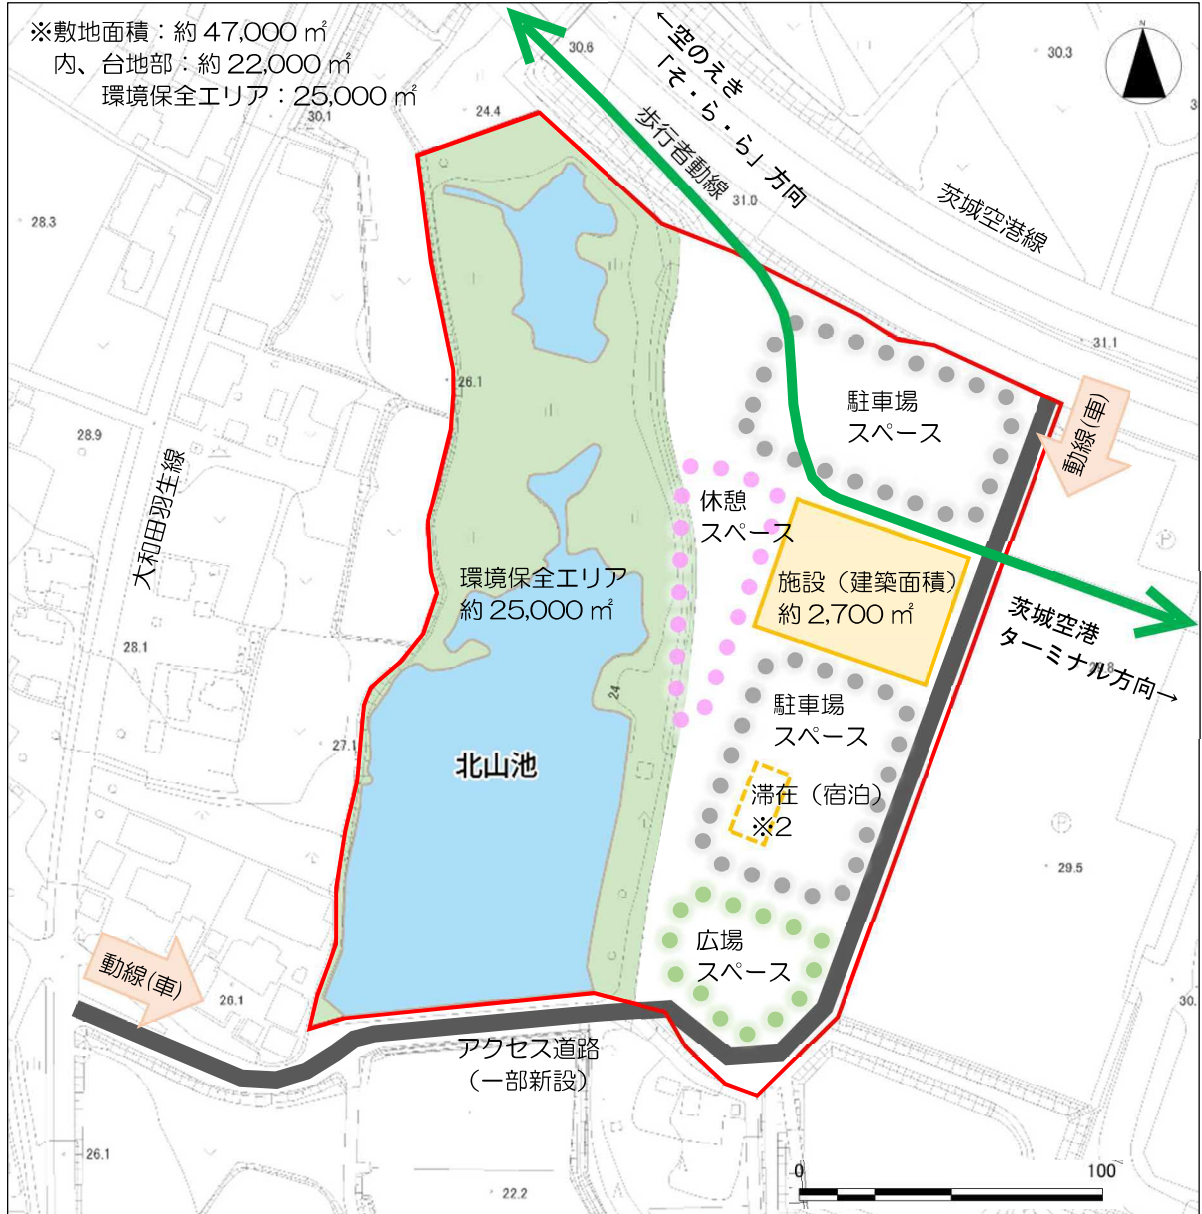 ※敷地面積：約 47,000 ㎡
内、台地部：約 22,000 ㎡
環境保全エリア：25,000 ㎡
N
←空のえき
「そ・ら・ら」方向
歩行者動線
茨城空港線
30.6
30.3
30.1
24.4
31.0
28.3
31.1
26.1
28.9
大和田羽生線
駐車場
スペース
動線(車)
休憩
スペース
環境保全エリア
約 25,000 ㎡
施設（建築面積）
約 2,700 ㎡
茨城空港
ターミナル方向→
28.1
24
27.1
北山池
駐車場
スペース
滞在（宿泊）
※2
29.5
広場
スペース
動線(車)
26.1
30.
アクセス道路
（一部新設）
26.1
22.2
0
100